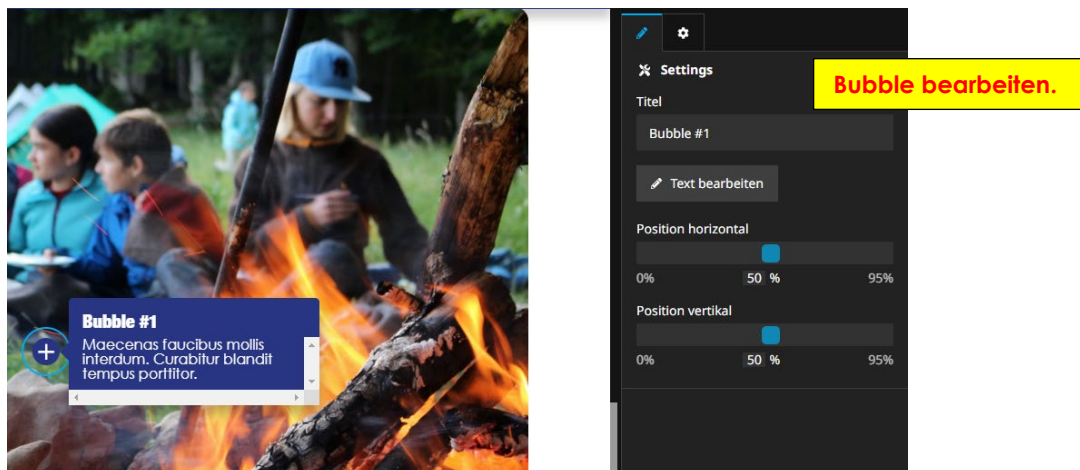 Settings
Bubble bearbeiten.
Titel
Bubble #1
Text bearbeiten
Position horizontal
0% 50 % 95%
Position vertikal
0% 50 % 95%
Bubble #1
Maecenas faucibus mollis
interdum. Curabitur blandit
tempus porttitor.